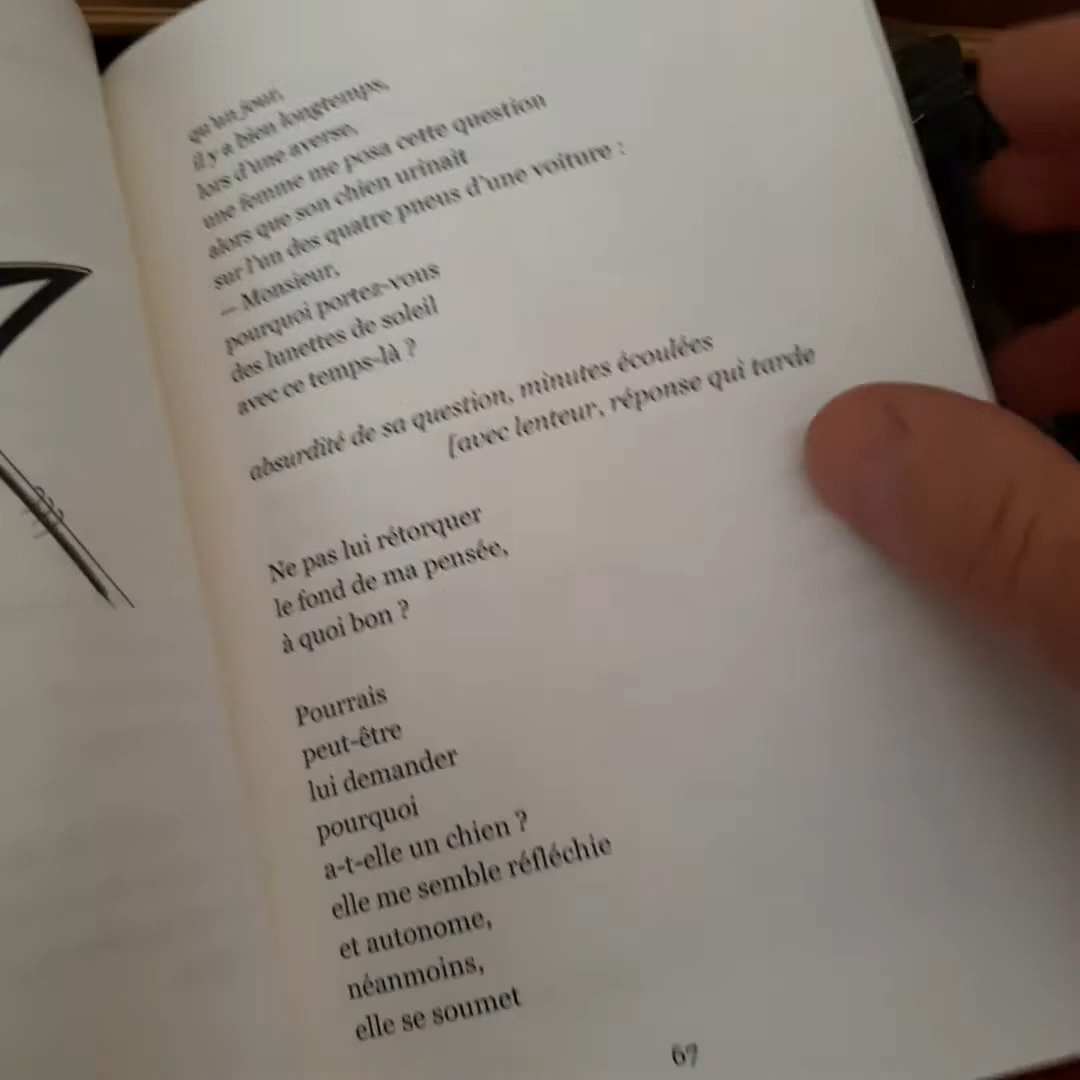 qu'un jour,
il y a bien longtemps,
lors d'une averse,
une femme me posa cette question
alors que son chien urinait
sur l'un des quatre pneus d'une voiture :
— Monsieur,
pourquoi portez-vous
des lunettes de soleil
avec ce temps-là ?
absurdité de sa question, minutes écoulées
[avec lenteur, réponse qui tarde
Ne pas lui rétorquer
le fond de ma pensée,
à quoi bon ?
Pourrais
peut-être
lui demander
pourquoi
a-t-elle un chien ?
elle me semble réfléchie
et autonome,
néanmoins,
elle se soumet
67